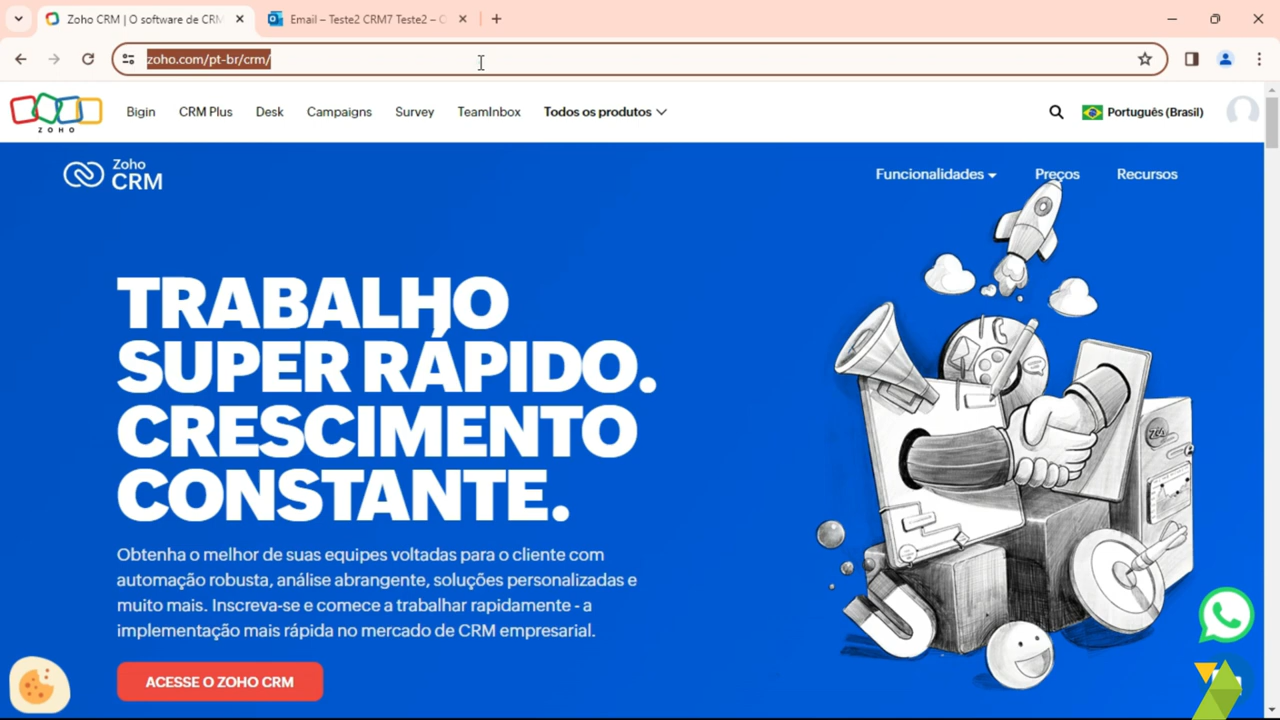 Zoho CRM | O software de CRM
Email – Teste2 CRM7 Teste2 – O
zoho.com/pt-br/crm/
ZOHO
Bigin
CRM Plus
Desk
Campaigns
Survey
TeamInbox
Todos os produtos
Português (Brasil)
Zoho
CRM
Funcionalidades
Preços
Recursos
TRABALHO
SUPER RÁPIDO.
CRESCIMENTO
CONSTANTE.
Obtenha o melhor de suas equipes voltadas para o cliente com
automação robusta, análise abrangente, soluções personalizadas e
muito mais. Inscreva-se e comece a trabalhar rapidamente - a
implementação mais rápida no mercado de CRM empresarial.
ACESSE O ZOHO CRM